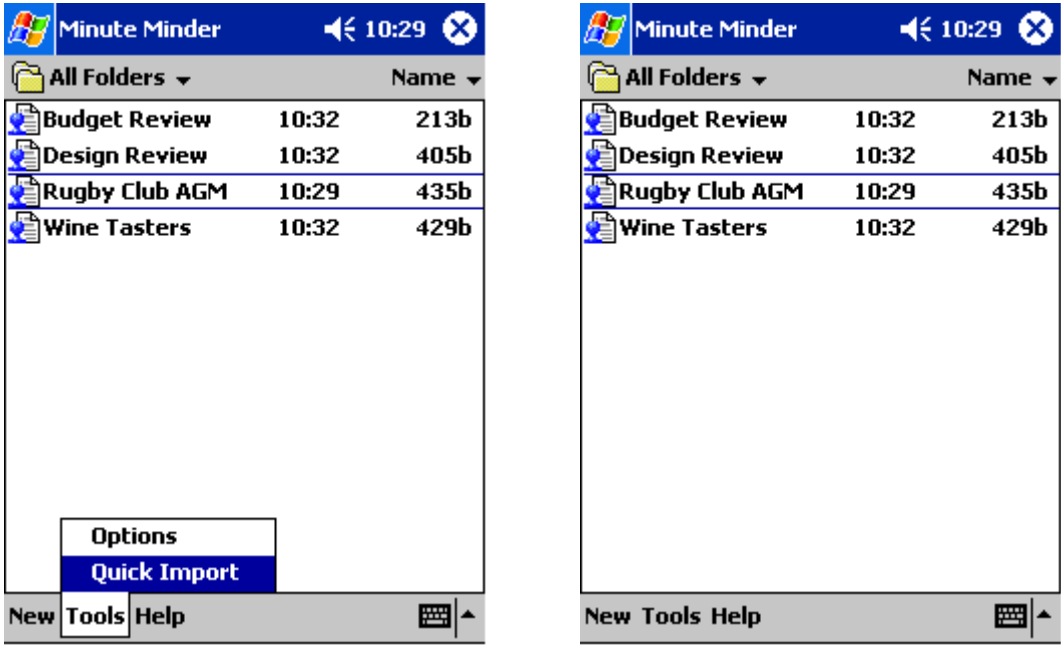 Minute Minder 10:29
All Folders Name
Budget Review 10:32 213b
Design Review 10:32 405b
Rugby Club AGM 10:29 435b
Wine Tasters 10:32 429b
Options
Quick Import
New Tools Help
Minute Minder 10:29
All Folders Name
Budget Review 10:32 213b
Design Review 10:32 405b
Rugby Club AGM 10:29 435b
Wine Tasters 10:32 429b
New Tools Help